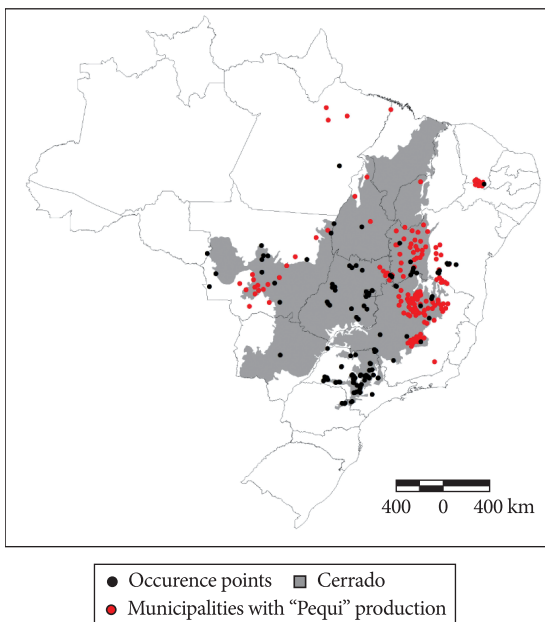 400 0 400 km
Occurence points Cerrado
Municipalities with “Pequi” production